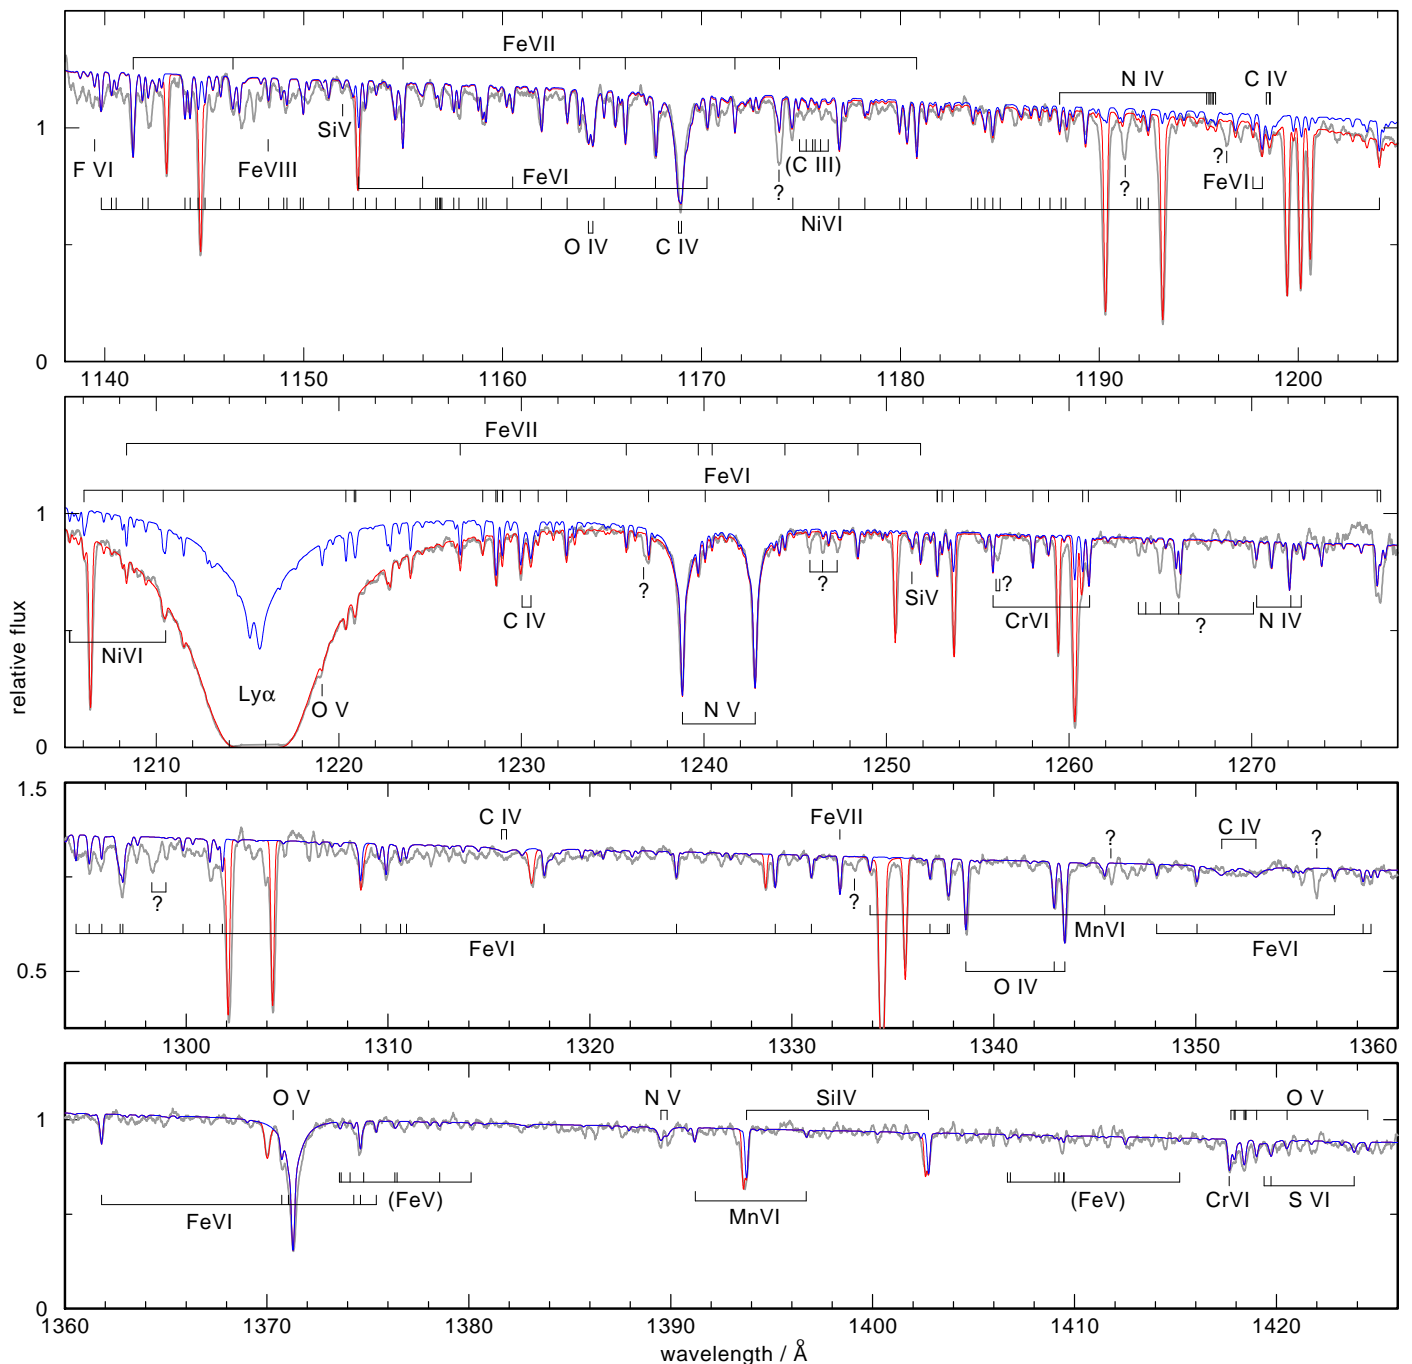 FeVII
N IV
C IV
1
SiV
(C III)
?
F VI
FeVIII
FeVI
?
?
FeVI
NiVI
O IV
C IV
0
1140
1150
1160
1170
1180
1190
1200
FeVII
FeVI
1
?
?
SiV
?
C IV
CrVI
?
N IV
NiVI
Lyα
O V
N V
0
1210
1220
1230
1240
1250
1260
1270
relative flux
1.5
C IV
FeVII
?
C IV
?
1
?
?
MnVI
FeVI
FeVI
O IV
0.5
1300
1310
1320
1330
1340
1350
1360
O V
N V
SiIV
O V
1
(FeV)
(FeV)
CrVI
S VI
FeVI
MnVI
0
1360
1370
1380
1390
1400
1410
1420
wavelength / Å